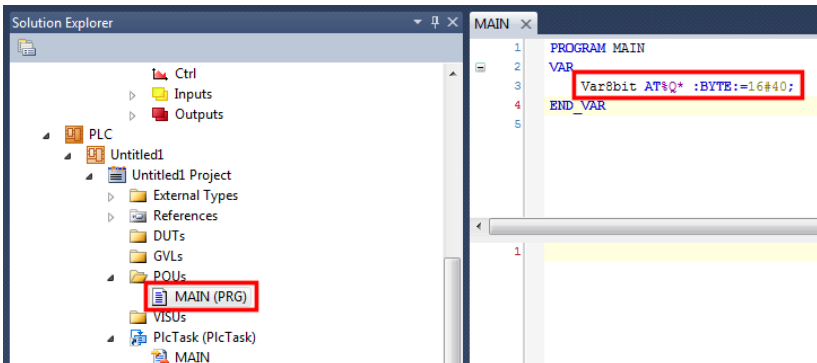 Solution Explorer
Ctrl
Inputs
Outputs
PLC
Untitled1
Untitled1 Project
External Types
References
DUTs
GVLs
POUs
MAIN (PRG)
VISUs
PlcTask (PlcTask)
MAIN
MAIN
1 PROGRAM MAIN
2 VAR
3 Var8bit AT%Q* :BYTE:=16#40;
4 END_VAR
5
1